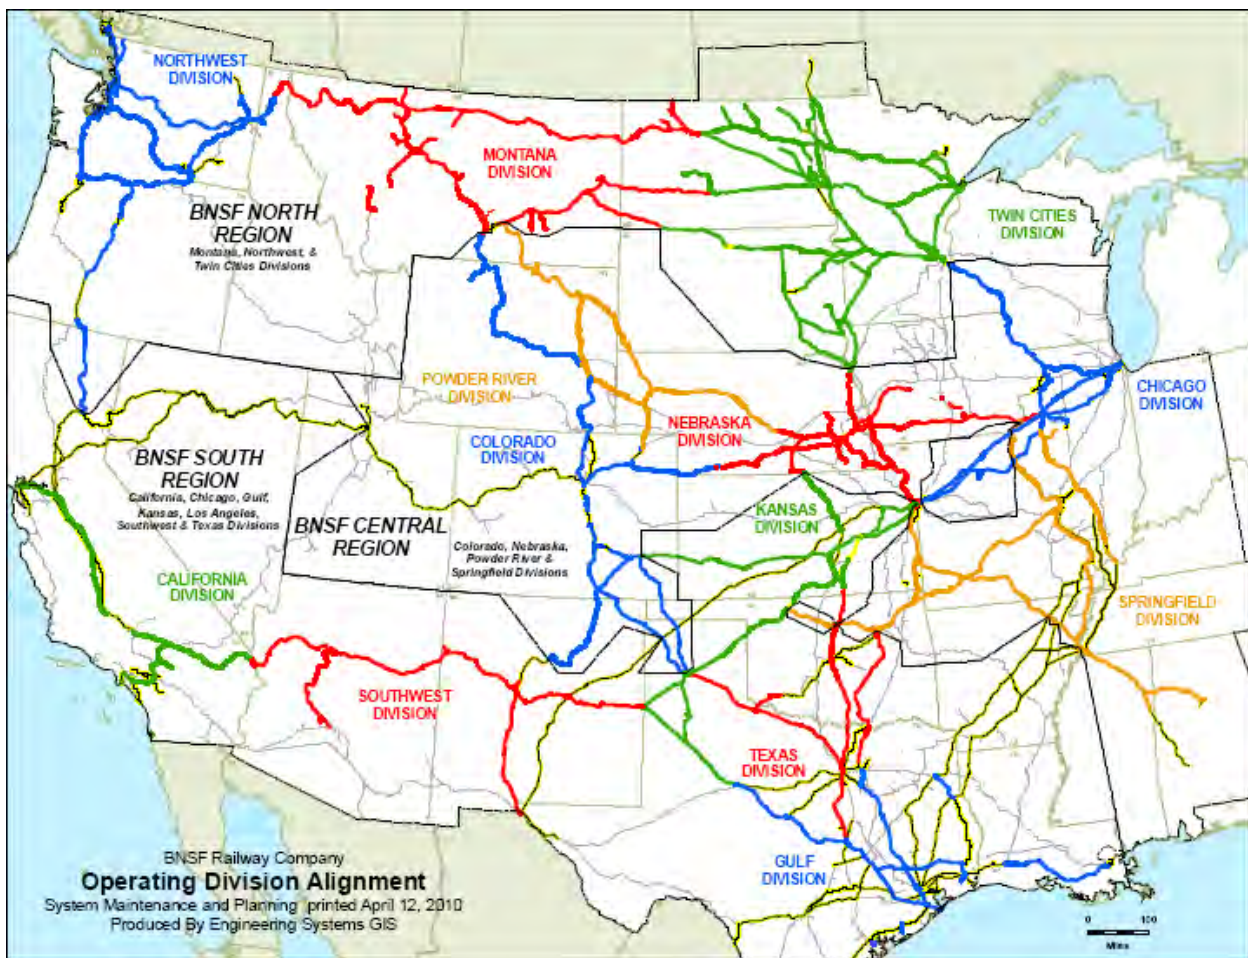 NORTHWEST
DIVISION
MONTANA
DIVISION
BNSF NORTH
REGION
Montana, Northwest, &
Twin Cities Divisions
TWIN CITIES
DIVISION
POWDER RIVER
DIVISION
CHICAGO
DIVISION
NEBRASKA
DIVISION
COLORADO
DIVISION
BNSF SOUTH
REGION
California, Chicago, Gulf,
Kansas, Los Angeles,
Southwest & Texas Divisions
BNSF CENTRAL
REGION
Colorado, Nebraska,
Powder River &
Springfield Divisions
KANSAS
DIVISION
CALIFORNIA
DIVISION
SPRINGFIELD
DIVISION
SOUTHWEST
DIVISION
TEXAS
DIVISION
GULF
DIVISION
BNSF Railway Company
Operating Division Alignment
System Maintenance and Planning printed April 12, 2010
Produced By Engineering Systems GIS
0 100
Miles